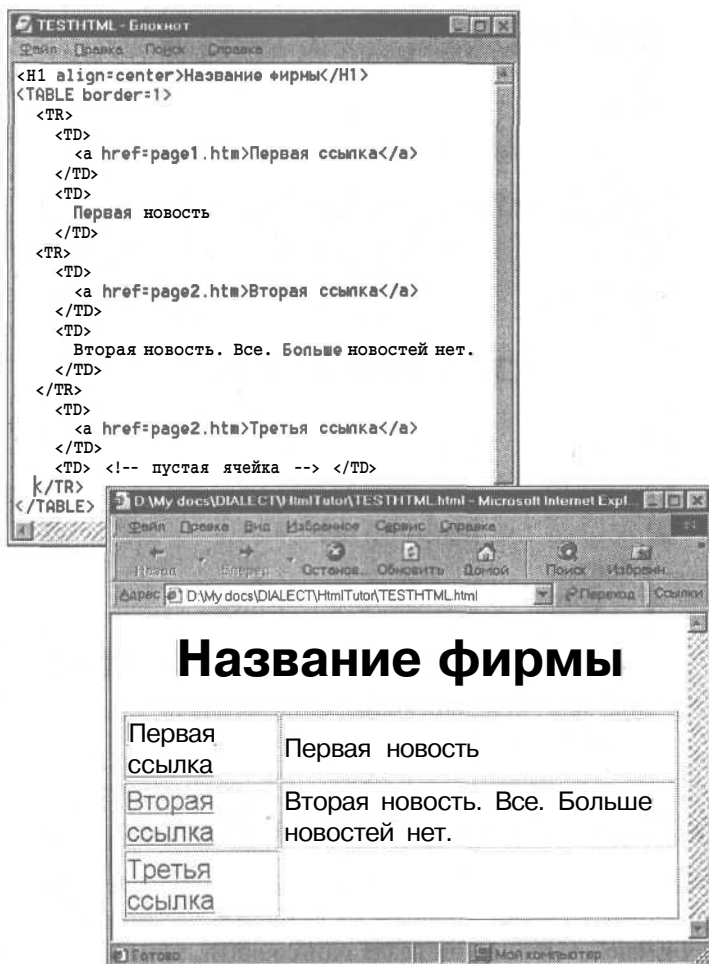 TESTHTML - Блокнот
Файл Правка Поиск Справка
<H1 align=center>Название фирмы</H1>
<TABLE border=1>
<TR>
<TD>
<a href=page1.htm>Первая ссылка</a>
</TD>
<TD>
Первая новость
</TD>
<TR>
<TD>
<a href=page2.htm>Вторая ссылка</a>
</TD>
<TD>
Вторая новость. Все. Больше новостей нет.
</TD>
</TR>
<TD>
<a href=page2.htm>Третья ссылка</a>
</TD>
<TD> <!-- пустая ячейка --> </TD>
</TR>
</TABLE>
D:\My docs\DIALECT\HtmlTutor\TESTHTML.html - Microsoft Internet Expl...
Файл Правка Вид Избранное Сервис Справка
Назад Вперед Останов... Обновить Домой Поиск Избранн...
Адрес D:\My docs\DIALECT\HtmlTutor\TESTHTML.html Переход Ссылки
Название фирмы
Первая
ссылка
Первая новость
Вторая
ссылка
Вторая новость. Все. Больше
новостей нет.
Третья
ссылка
Готово Мой компьютер